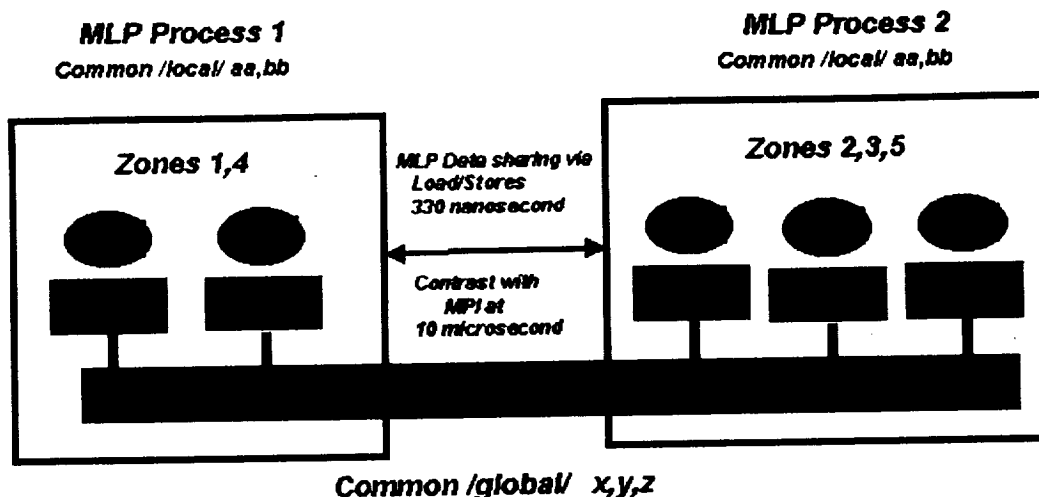 MLP Process 1
Common /local/ aa,bb
MLP Process 2
Common /local/ aa,bb
Zones 1,4
MLP Data sharing via
Load/Stores
330 nanosecond
Contrast with
MPI at
10 microsecond
Zones 2,3,5
Common /global/ x,y,z